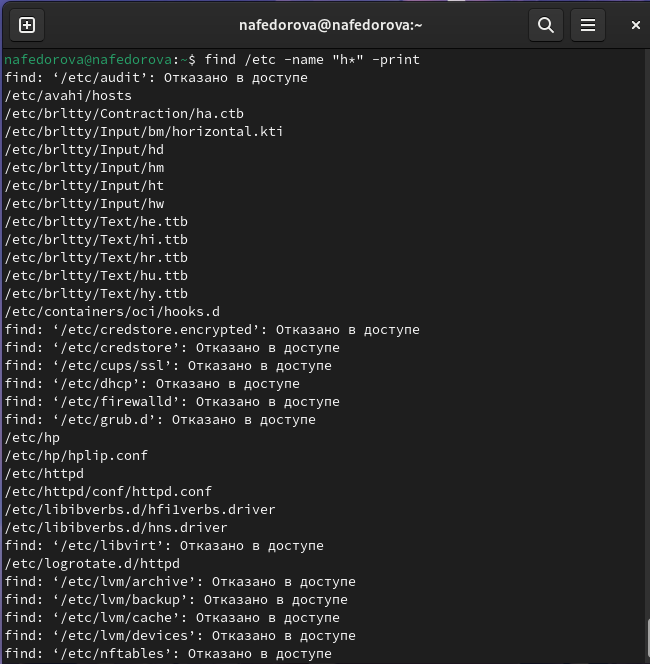 nafedorova@nafedorova:~
nafedorova@nafedorova:~$ find /etc -name "h*" -print
find: ‘/etc/audit’: Отказано в доступе
/etc/avahi/hosts
/etc/brltty/Contraction/ha.ctb
/etc/brltty/Input/bm/horizontal.kti
/etc/brltty/Input/hd
/etc/brltty/Input/hm
/etc/brltty/Input/ht
/etc/brltty/Input/hw
/etc/brltty/Text/he.ttb
/etc/brltty/Text/hi.ttb
/etc/brltty/Text/hr.ttb
/etc/brltty/Text/hu.ttb
/etc/brltty/Text/hy.ttb
/etc/containers/oci/hooks.d
find: ‘/etc/credstore.encrypted’: Отказано в доступе
find: ‘/etc/credstore’: Отказано в доступе
find: ‘/etc/cups/ssl’: Отказано в доступе
find: ‘/etc/dhcp’: Отказано в доступе
find: ‘/etc/firewalld’: Отказано в доступе
find: ‘/etc/grub.d’: Отказано в доступе
/etc/hp
/etc/hp/hplip.conf
/etc/httpd
/etc/httpd/conf/httpd.conf
/etc/libibverbs.d/hfi1verbs.driver
/etc/libibverbs.d/hns.driver
find: ‘/etc/libvirt’: Отказано в доступе
/etc/logrotate.d/httpd
find: ‘/etc/lvm/archive’: Отказано в доступе
find: ‘/etc/lvm/backup’: Отказано в доступе
find: ‘/etc/lvm/cache’: Отказано в доступе
find: ‘/etc/lvm/devices’: Отказано в доступе
find: ‘/etc/nftables’: Отказано в доступе